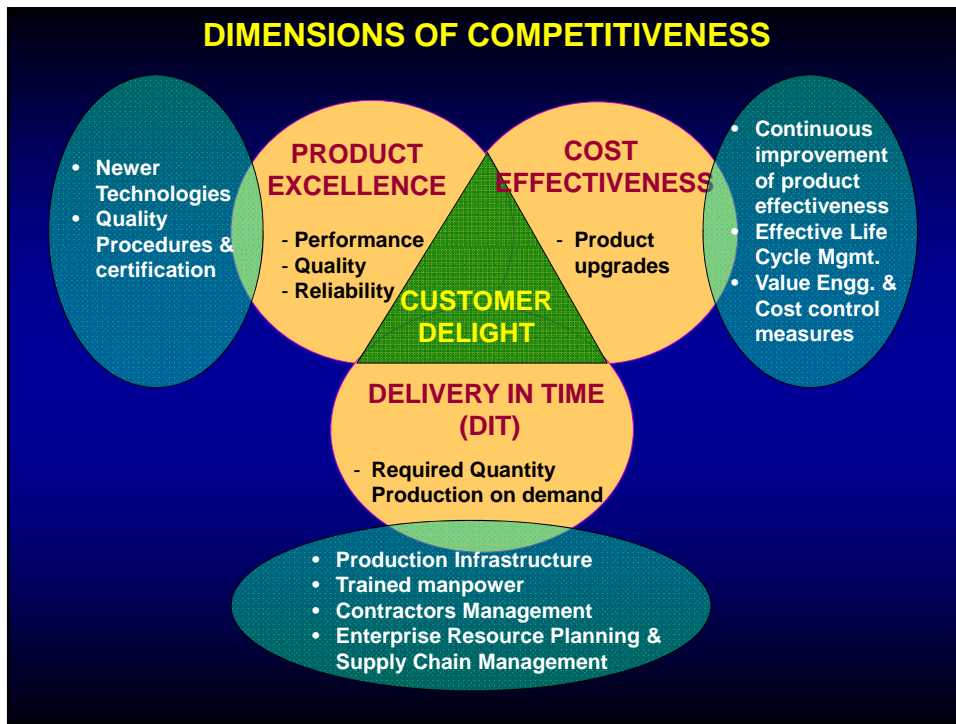 DIMENSIONS OF COMPETITIVENESS
• Newer
Technologies
• Quality
Procedures &
certification
PRODUCT
EXCELLENCE
- Performance
- Quality
- Reliability
COST
EFFECTIVENESS
- Product
upgrades
• Continuous
improvement
of product
effectiveness
• Effective Life
Cycle Mgmt.
• Value Engg. &
Cost control
measures
CUSTOMER
DELIGHT
DELIVERY IN TIME
(DIT)
- Required Quantity
Production on demand
• Production Infrastructure
• Trained manpower
• Contractors Management
• Enterprise Resource Planning &
Supply Chain Management